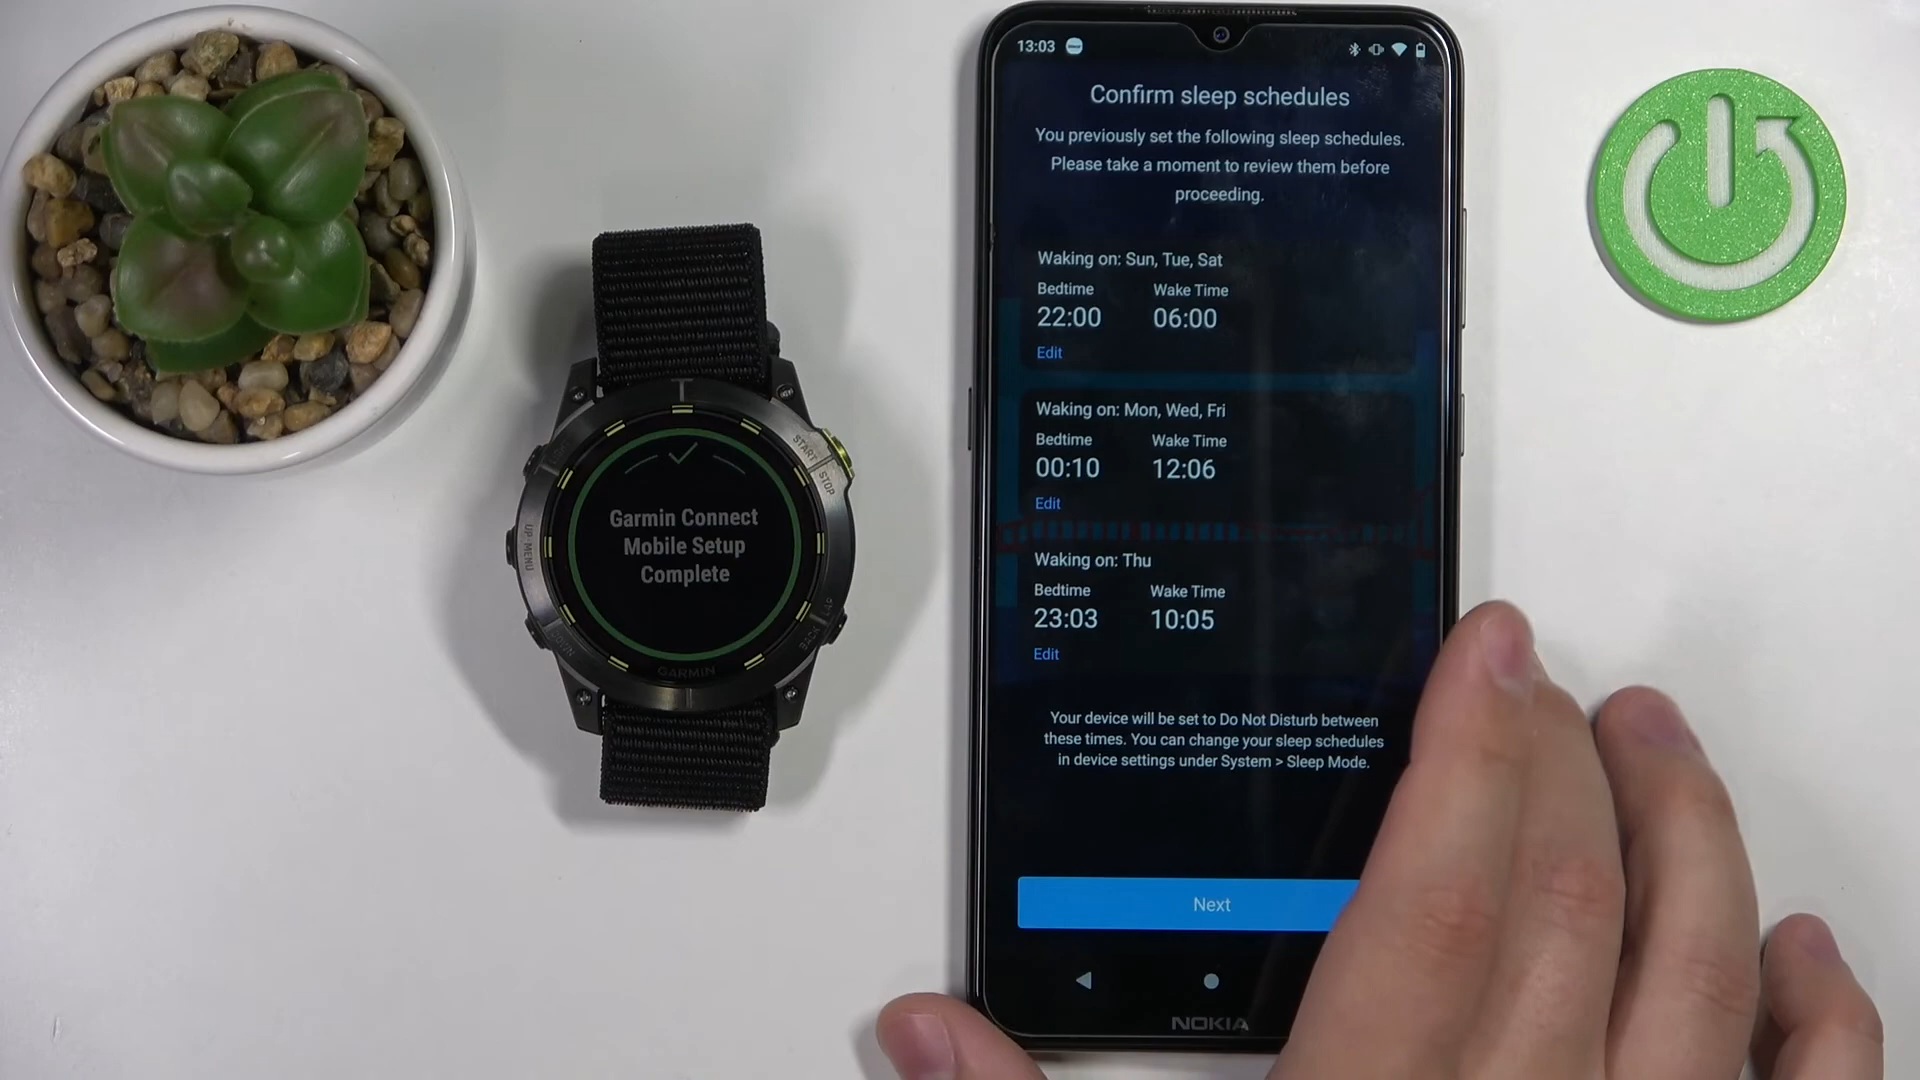 13:03
Confirm sleep schedules
You previously set the following sleep schedules.
Please take a moment to review them before
proceeding.
Waking on: Sun, Tue, Sat
Bedtime Wake Time
22:00 06:00
Edit
Waking on: Mon, Wed, Fri
Bedtime Wake Time
00:10 12:06
Edit
Waking on: Thu
Bedtime Wake Time
23:03 10:05
Edit
Your device will be set to Do Not Disturb between
these times. You can change your sleep schedules
in device settings under System > Sleep Mode.
Next
NOKIA
START STOP
UP·MENU
DOWN
BACK LAP
Garmin Connect
Mobile Setup
Complete
GARMIN